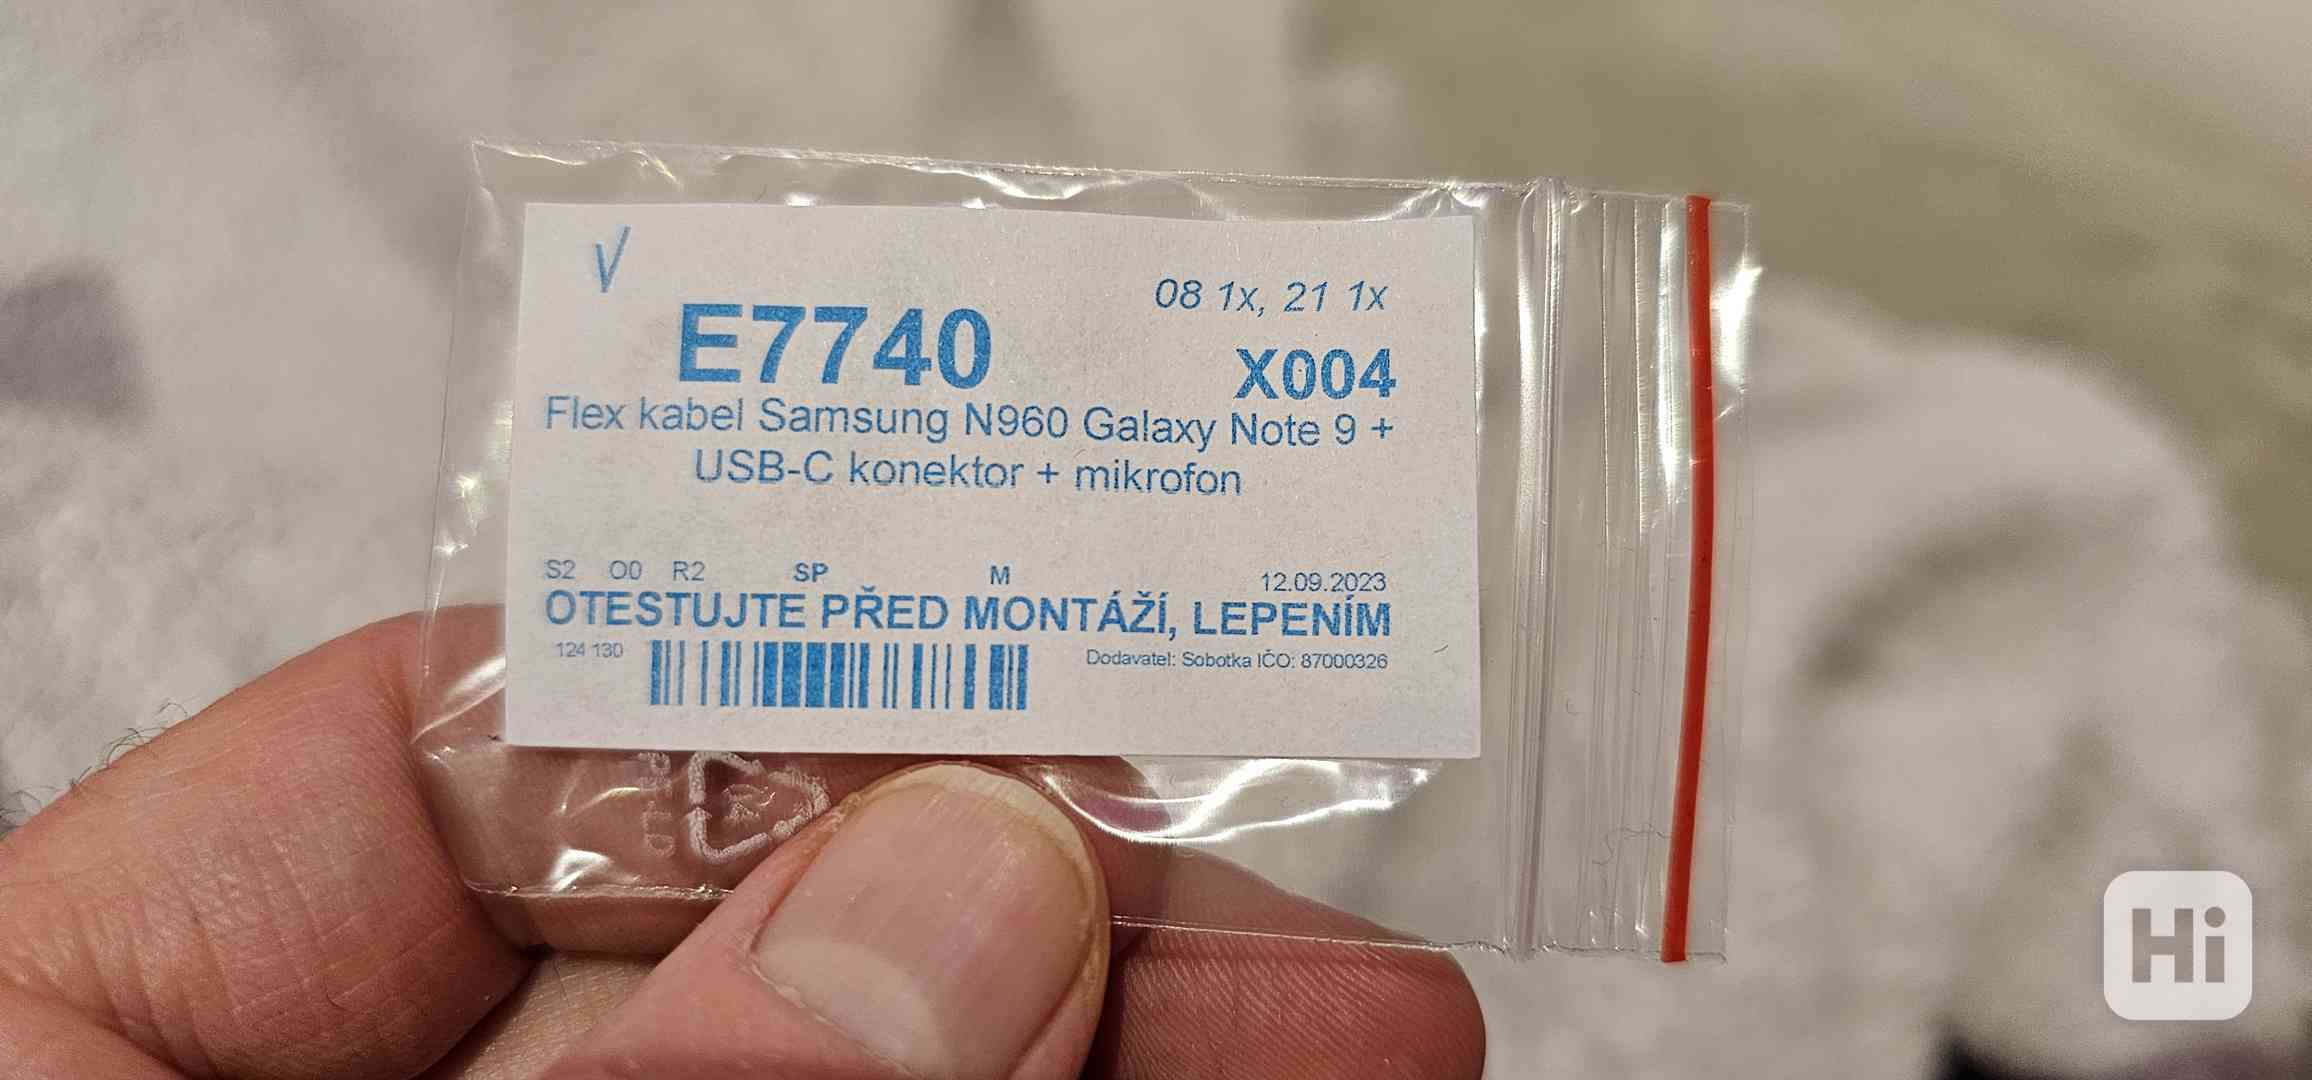 08 1x, 21 1x
E7740
X004
Flex kabel Samsung N960 Galaxy Note 9 +
USB-C konektor + mikrofon
S2 O0 R2 SP M 12.09.2023
OTESTUJTE PŘED MONTÁŽÍ, LEPENÍM
124 130
Dodavatel: Sobotka IČO: 87000326
Hi